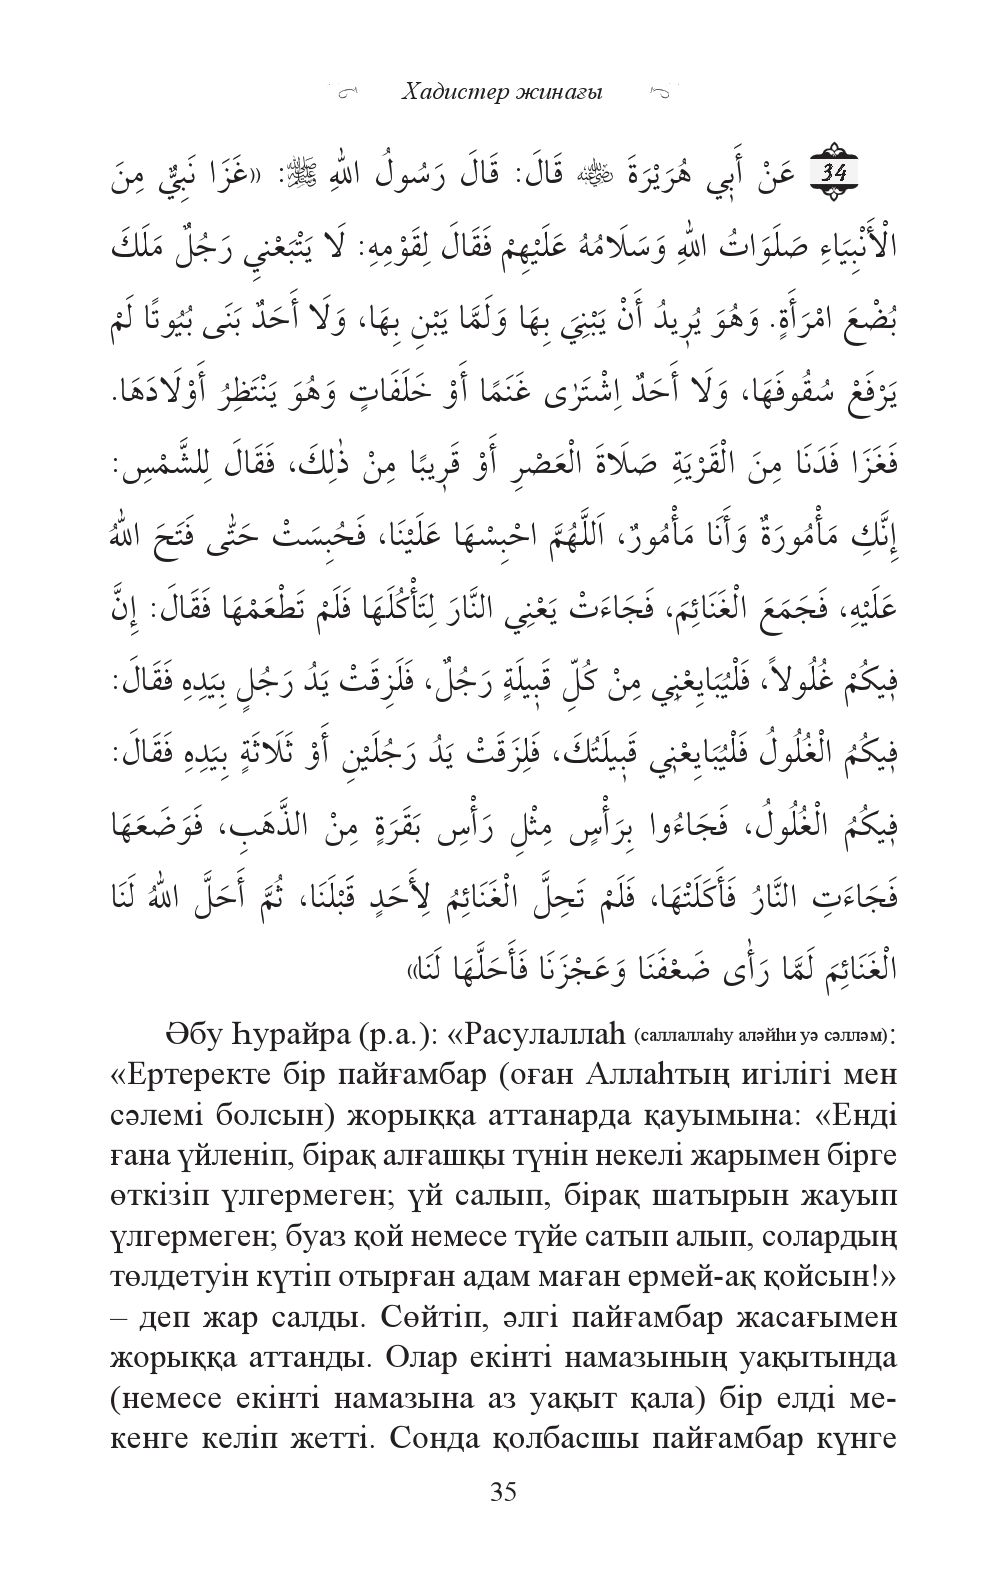 Хадистер жинағы
34 عَنْ أَبِي هُرَيْرَةَ رضي الله عنه قَالَ: قَالَ رَسُولُ اللهِ ﷺ: «غَزَا نَبِيٌّ مِنَ
الْأَنْبِيَاءِ صَلَوَاتُ اللهِ وَسَلَامُهُ عَلَيْهِمْ فَقَالَ لِقَوْمِهِ: لَا يَتْبَعْنِي رَجُلٌ مَلَكَ
بُضْعَ امْرَأَةٍ. وَهُوَ يُرِيدُ أَنْ يَبْنِيَ بِهَا وَلَمَّا يَبْنِ بِهَا، وَلَا أَحَدٌ بَنَى بُيُوتًا لَمْ
يَرْفَعْ سُقُوفَهَا، وَلَا أَحَدٌ اِشْتَرٰى غَنَمًا أَوْ خَلَفَاتٍ وَهُوَ يَنْتَظِرُ أَوْلَادَهَا.
فَغَزَا فَدَنَا مِنَ الْقَرْيَةِ صَلَاةَ الْعَصْرِ أَوْ قَرِيبًا مِنْ ذٰلِكَ، فَقَالَ لِلشَّمْسِ:
إِنَّكِ مَأْمُورَةٌ وَأَنَا مَأْمُورٌ، اَللَّهُمَّ احْبِسْهَا عَلَيْنَا، فَحُبِسَتْ حَتّٰى فَتَحَ اللهُ
عَلَيْهِ، فَجَمَعَ الْغَنَائِمَ، فَجَاءَتْ يَعْنِي النَّارَ لِتَأْكُلَهَا فَلَمْ تَطْعَمْهَا فَقَالَ: إِنَّ
فِيكُمْ غُلُولاً، فَلْيُبَايِعْنِي مِنْ كُلِّ قَبِيلَةٍ رَجُلٌ، فَلَزِقَتْ يَدُ رَجُلٍ بِيَدِهِ فَقَالَ:
فِيكُمُ الْغُلُولُ فَلْيُبَايِعْنِي قَبِيلَتُكَ، فَلِزَقَتْ يَدُ رَجُلَيْنِ أَوْ ثَلَاثَةٍ بِيَدِهِ فَقَالَ:
فِيكُمُ الْغُلُولُ، فَجَاءُوا بِرَأْسٍ مِثْلِ رَأْسِ بَقَرَةٍ مِنْ الذَّهَبِ، فَوَضَعَهَا
فَجَاءَتِ النَّارُ فَأَكَلَتْهَا، فَلَمْ تَحِلَّ الْغَنَائِمُ لِأَحَدٍ قَبْلَنَا، ثُمَّ أَحَلَّ اللهُ لَنَا
الْغَنَائِمَ لَمَّا رَأٰى ضَعْفَنَا وَعَجْزَنَا فَأَحَلَّهَا لَنَا»
Әбу Һурайра (р.а.): «Расулаллаһ (саллаллаһу аләйһи уә сәлләм):
«Ертеректе бір пайғамбар (оған Аллаһтың игілігі мен
сәлемі болсын) жорыққа аттанарда қауымына: «Енді
ғана үйленіп, бірақ алғашқы түнін некелі жарымен бірге
өткізіп үлгермеген; үй салып, бірақ шатырын жауып
үлгермеген; буаз қой немесе түйе сатып алып, солардың
төлдетуін күтіп отырған адам маған ермей-ақ қойсын!»
– деп жар салды. Сөйтіп, әлгі пайғамбар жасағымен
жорыққа аттанды. Олар екінті намазының уақытында
(немесе екінті намазына аз уақыт қала) бір елді ме-
кенге келіп жетті. Сонда қолбасшы пайғамбар күнге
35